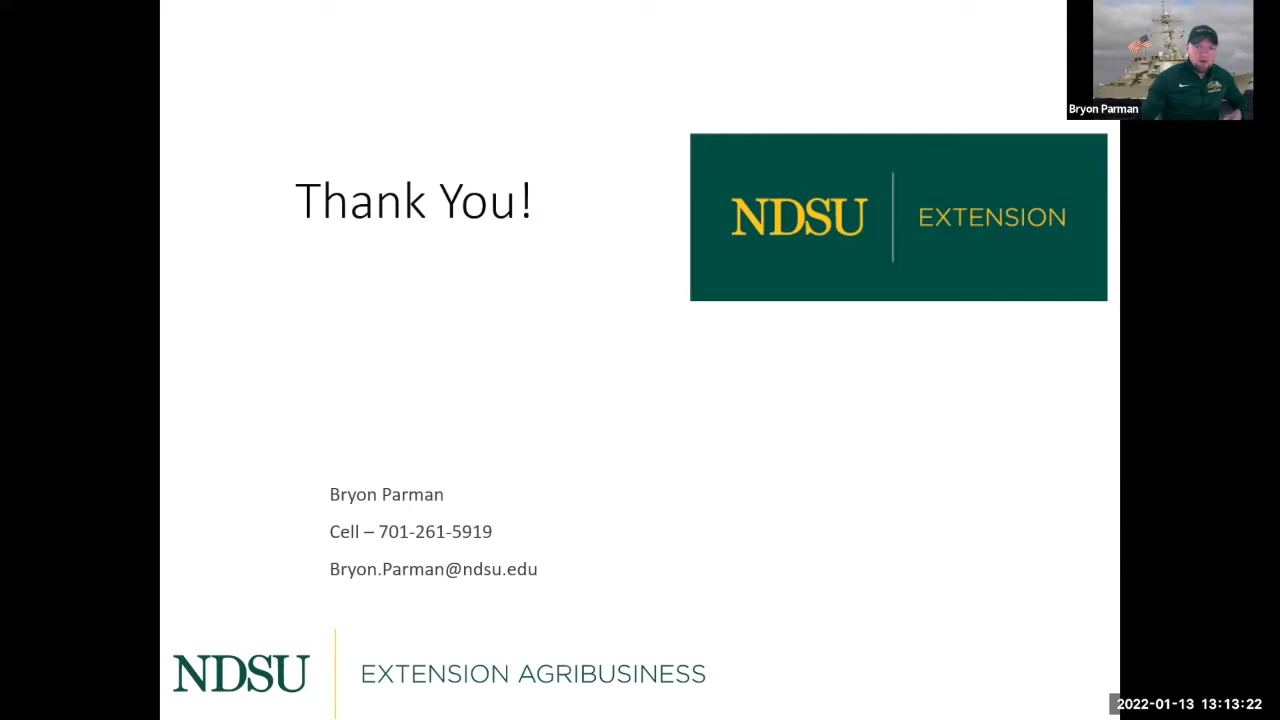 Bryon Parman
Thank You!
NDSU | EXTENSION
Bryon Parman
Cell – 701-261-5919
Bryon.Parman@ndsu.edu
NDSU | EXTENSION AGRIBUSINESS
2022-01-13 13:13:22